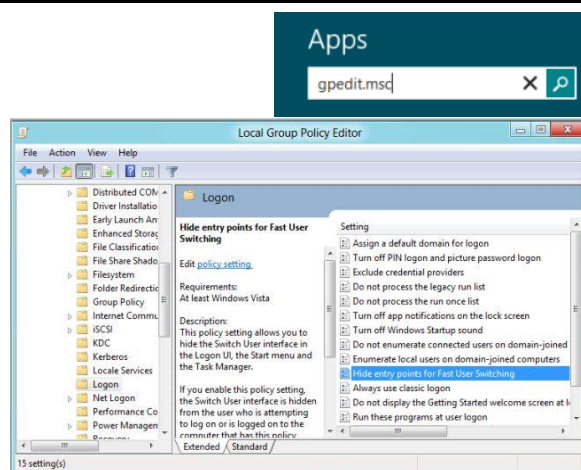 Apps
gpedit.msc
Local Group Policy Editor
File Action View Help
Distributed COM
Driver Installatio
Early Launch An
Enhanced Storag
File Classification
File Share Shado
Filesystem
Folder Redirectic
Group Policy
Internet Commu
iSCSI
KDC
Kerberos
Locale Services
Logon
Net Logon
Performance Co
Power Managem
Logon
Hide entry points for Fast User
Switching
Edit policy setting
Requirements:
At least Windows Vista
Description:
This policy setting allows you to
hide the Switch User interface in
the Logon UI, the Start menu and
the Task Manager.
If you enable this policy setting,
the Switch User interface is hidden
from the user who is attempting
to log on or is logged on to the
computer that has this policy
Setting
Assign a default domain for logon
Turn off PIN logon and picture password logon
Exclude credential providers
Do not process the legacy run list
Do not process the run once list
Turn off app notifications on the lock screen
Turn off Windows Startup sound
Do not enumerate connected users on domain-joined
Enumerate local users on domain-joined computers
Hide entry points for Fast User Switching
Always use classic logon
Do not display the Getting Started welcome screen at l
Run these programs at user logon
Extended Standard
15 setting(s)